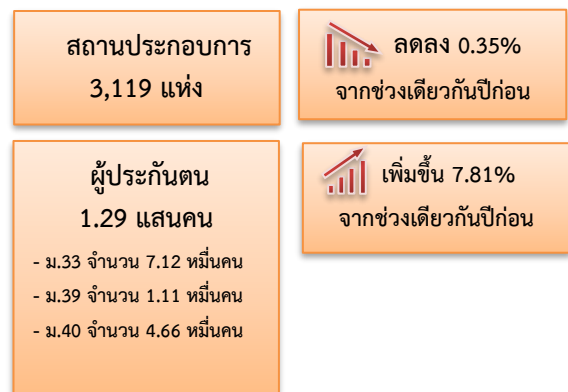 สถานประกอบการ
3,119 แห่ง
ลดลง 0.35%
จากช่วงเดียวกันปีก่อน
ผู้ประกันตน
1.29 แสนคน
- ม.33 จำนวน 7.12 หมื่นคน
- ม.39 จำนวน 1.11 หมื่นคน
- ม.40 จำนวน 4.66 หมื่นคน
เพิ่มขึ้น 7.81%
จากช่วงเดียวกันปีก่อน